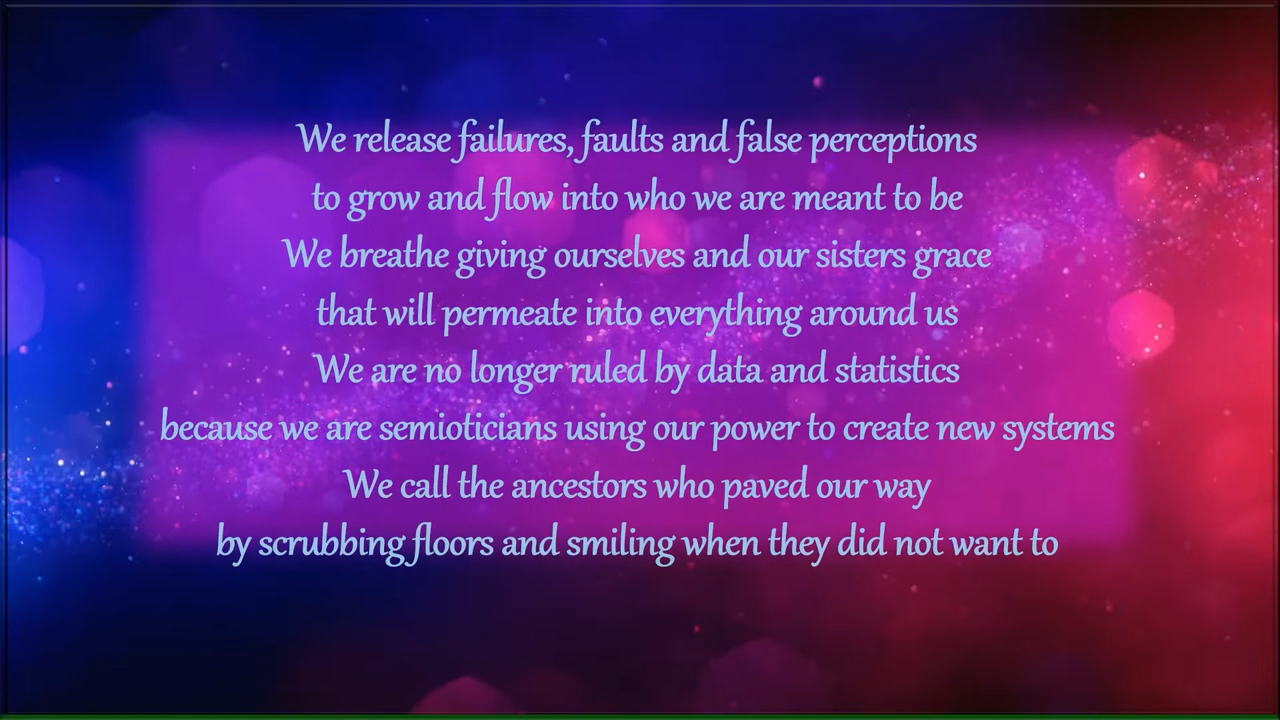 We release failures, faults and false perceptions
to grow and flow into who we are meant to be
We breathe giving ourselves and our sisters grace
that will permeate into everything around us
We are no longer ruled by data and statistics
because we are semioticians using our power to create new systems
We call the ancestors who paved our way
by scrubbing floors and smiling when they did not want to